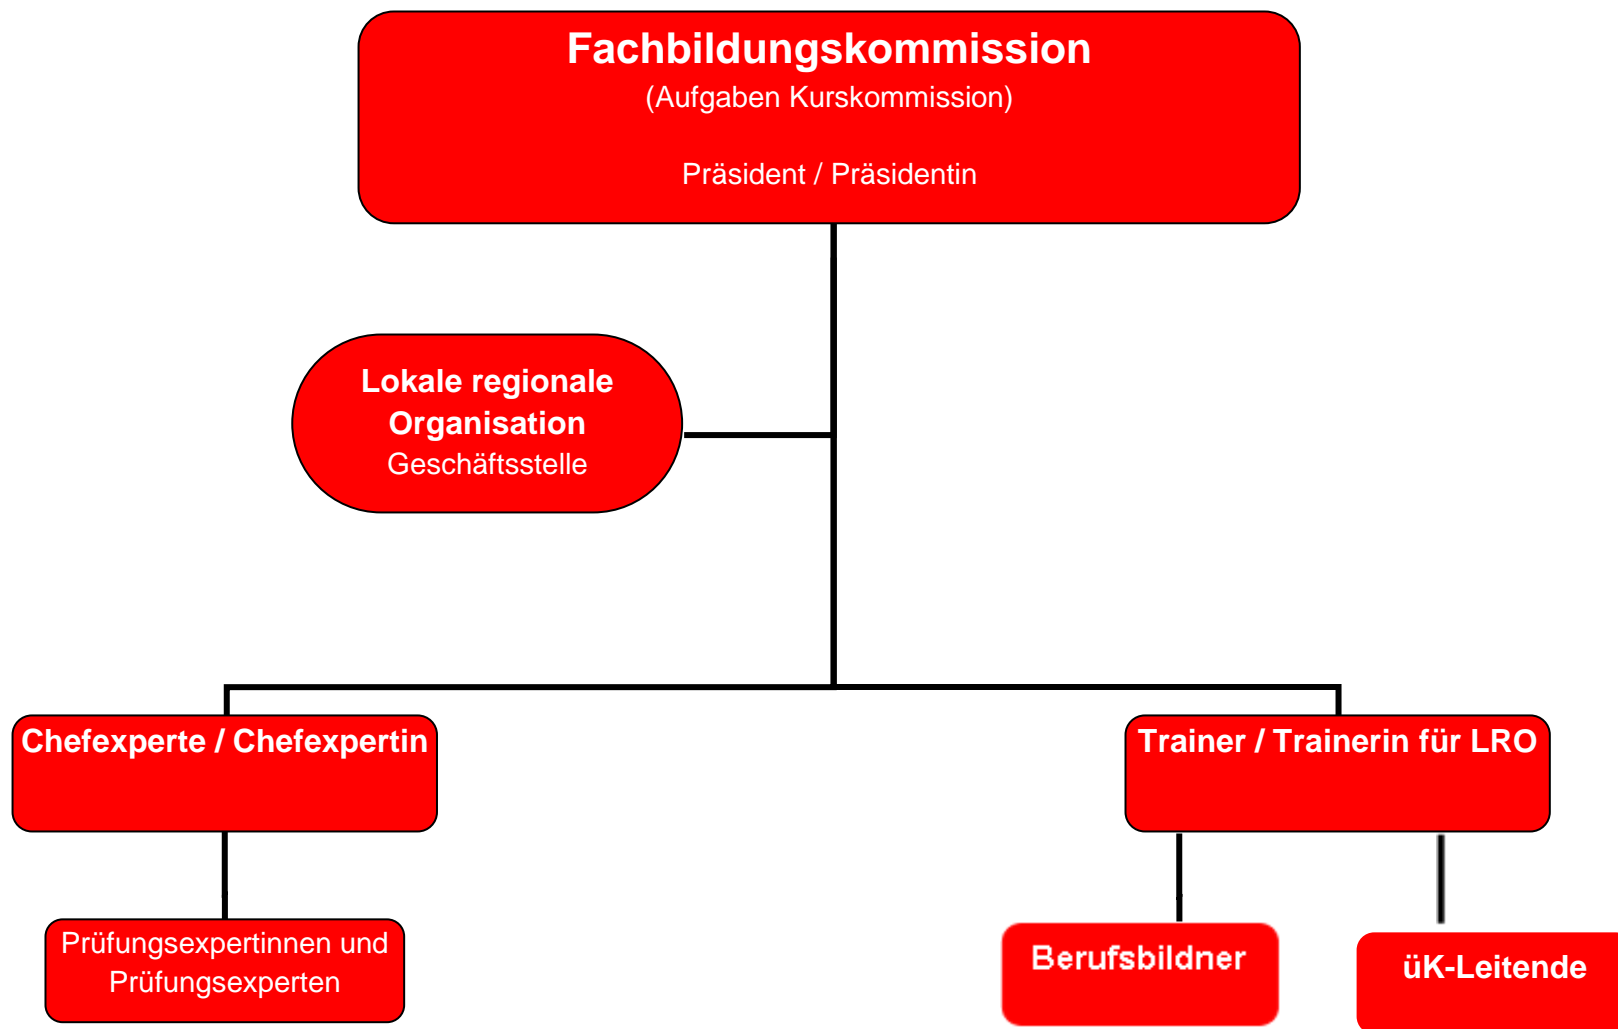 Fachbildungskommission
(Aufgaben Kurskommission)
Präsident / Präsidentin
Lokale regionale
Organisation
Geschäftsstelle
Chefexperte / Chefexpertin
Trainer / Trainerin für LRO
Prüfungsexpertinnen und
Prüfungsexperten
Berufsbildner
üK-Leitende